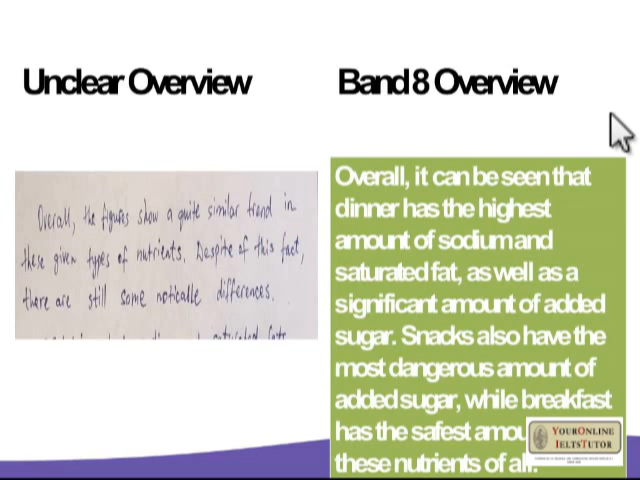 Unclear Overview
Band 8 Overview
Overall, the figures show a quite similar trend in
these given types of nutrients. Despite of this fact,
there are still some noticable differences.
Overall, it can be seen that
dinner has the highest
amount of sodium and
saturated fat, as well as a
significant amount of added
sugar. Snacks also have the
most dangerous amount of
added sugar, while breakfast
has the safest
these nutrients of all.
YOURONLINE
IELTSTUTOR